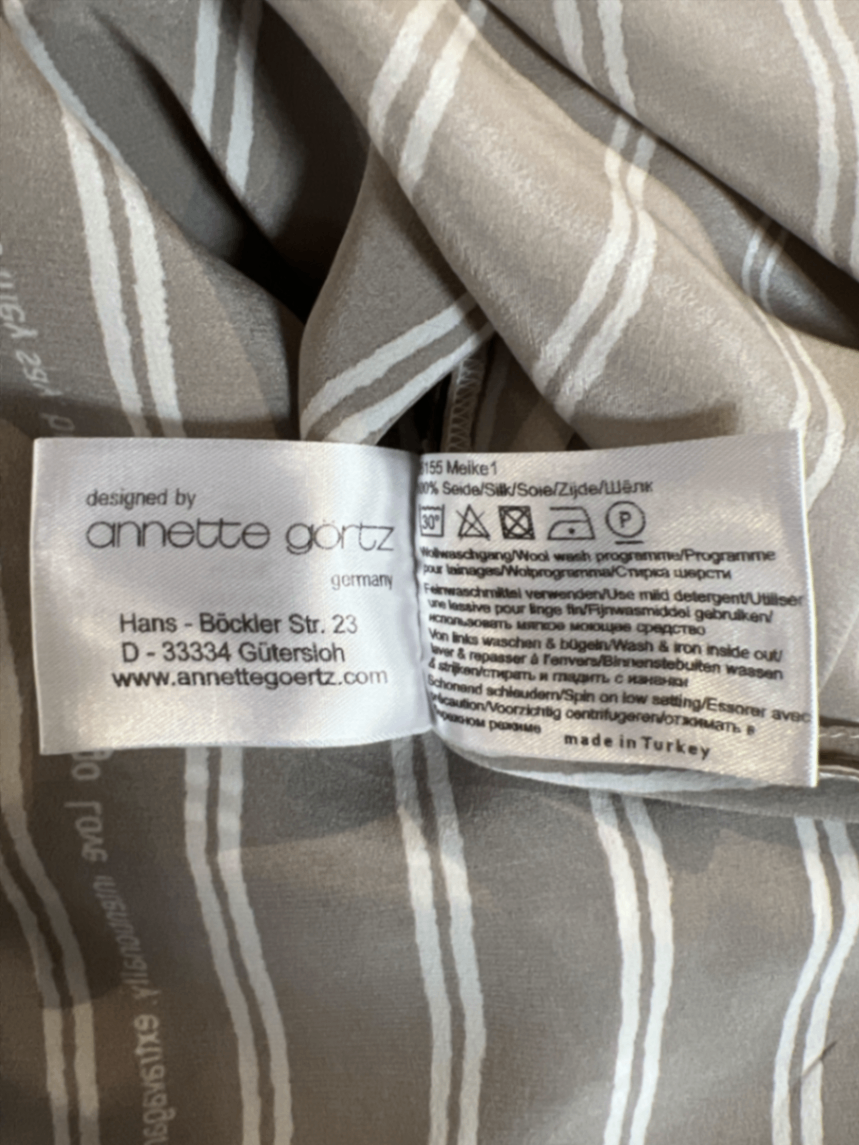 designed by
annette görtz
germany
Hans - Böckler Str. 23
D - 33334 Gütersloh
www.annettegoertz.com
155 Meike1
00% Seide/Silk/Soie/Zijde/Шёлк
30°
P
Wollwaschgang/Wool wash programme/Programme
pour lainages/Wolprogramma/Стирка шерсти
Feinwaschmittel verwenden/Use mild detergent/Utiliser
une lessive pour linge fin/Fijnwasmiddel gebruiken/
использовать мягкое моющее средство
Von links waschen & bügeln/Wash & iron inside out/
laver & repasser à l'envers/Binnenstebuiten wassen
& strijken/стирать и гладить с изнанки
Schonend schleudern/Spin on low setting/Essorer avec
précaution/Voorzichtig centrifugeren/отжимать в
режиме
made in Turkey
Love